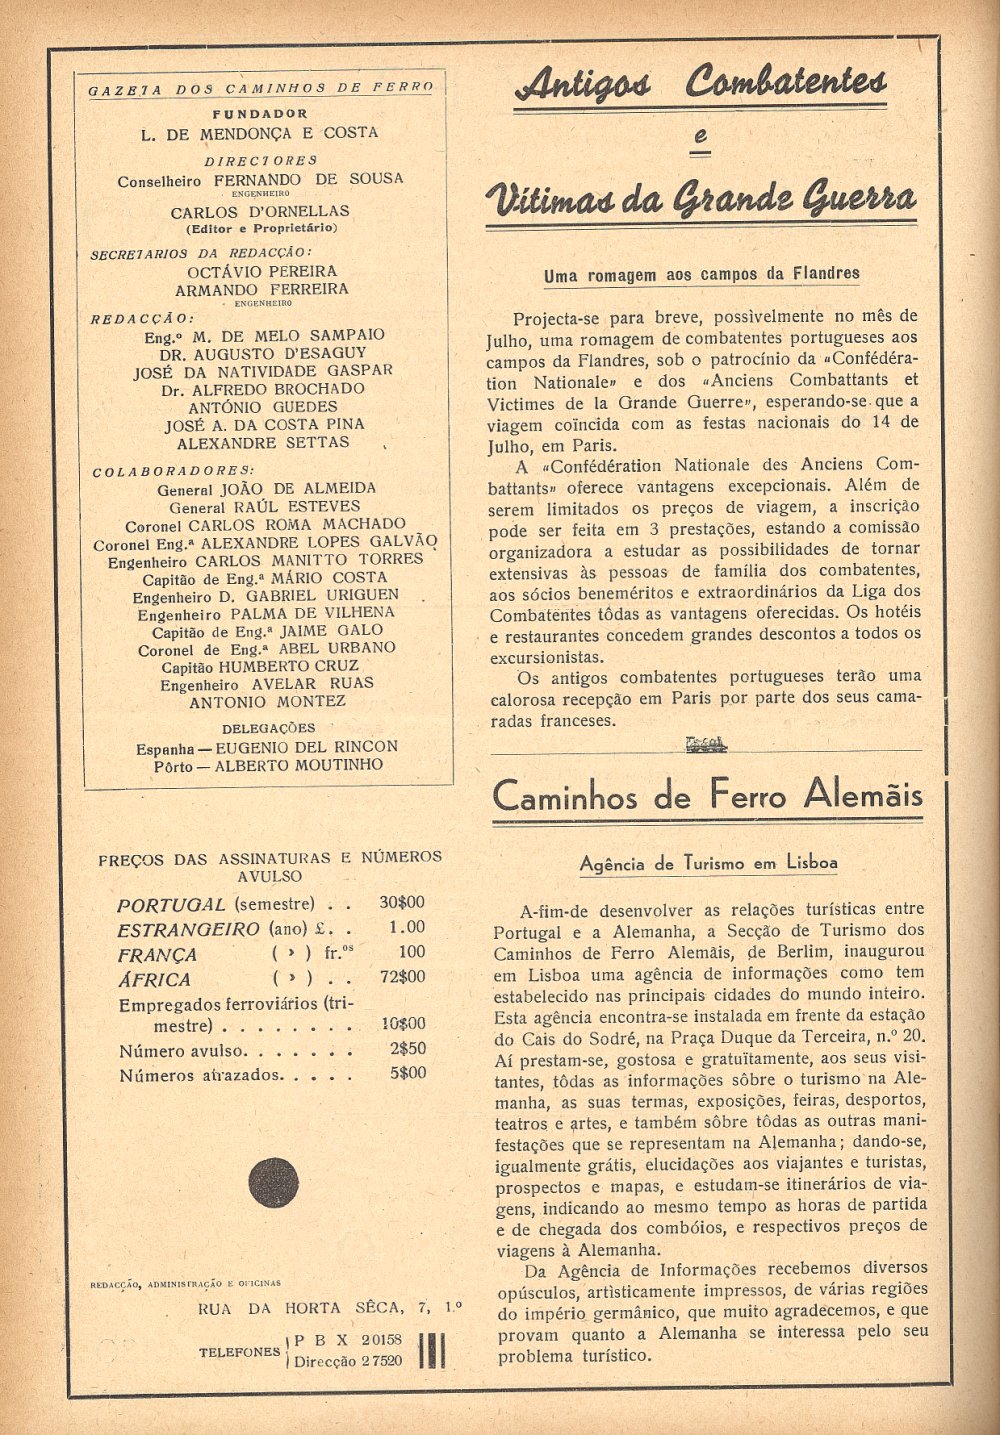 GAZETA DOS CAMINHOS DE FERRO
FUNDADOR
L. DE MENDONÇA E COSTA
DIRECTORES
Conselheiro FERNANDO DE SOUSA
ENGENHEIRO
CARLOS D'ORNELLAS
(Editor e Proprietário)
SECRETARIOS DA REDACÇÃO:
OCTÁVIO PEREIRA
ARMANDO FERREIRA
ENGENHEIRO
REDACÇÃO:
Eng.º M. DE MELO SAMPAIO
DR. AUGUSTO D'ESAGUY
JOSÉ DA NATIVIDADE GASPAR
Dr. ALFREDO BROCHADO
ANTÓNIO GUEDES
JOSÉ A. DA COSTA PINA
ALEXANDRE SETTAS
COLABORADORES:
General JOÃO DE ALMEIDA
General RAÚL ESTEVES
Coronel CARLOS ROMA MACHADO
Coronel Eng.ª ALEXANDRE LOPES GALVÃO
Engenheiro CARLOS MANITTO TORRES
Capitão de Eng.ª MÁRIO COSTA
Engenheiro D. GABRIEL URIGUEN
Engenheiro PALMA DE VILHENA
Capitão de Eng.ª JAIME GALO
Coronel de Eng.ª ABEL URBANO
Capitão HUMBERTO CRUZ
Engenheiro AVELAR RUAS
ANTONIO MONTEZ
DELEGAÇÕES
Espanha — EUGENIO DEL RINCON
Pôrto — ALBERTO MOUTINHO
PREÇOS DAS ASSINATURAS E NÚMEROS
AVULSO
PORTUGAL (semestre) . . 30$00
ESTRANGEIRO (ano) £. . 1.00
FRANÇA ( › ) fr.ºˢ 100
ÁFRICA ( › ) . . 72$00
Empregados ferroviários (tri-
mestre) . . . . . . . . 10$00
Número avulso. . . . . . . 2$50
Números atrazados. . . . . 5$00
REDACÇÃO, ADMINISTRAÇÃO E OFICINAS
RUA DA HORTA SÊCA, 7, 1.º
TELEFONES
P B X 20158
Direcção 27520
Antigos Combatentes
e
Vítimas da Grande Guerra
Uma romagem aos campos da Flandres
Projecta-se para breve, possìvelmente no mês de
Julho, uma romagem de combatentes portugueses aos
campos da Flandres, sob o patrocínio da «Confédéra-
tion Nationale» e dos «Anciens Combattants et
Victimes de la Grande Guerre», esperando-se que a
viagem coïncida com as festas nacionais do 14 de
Julho, em Paris.
A «Confédération Nationale des Anciens Com-
battants» oferece vantagens excepcionais. Além de
serem limitados os preços de viagem, a inscrição
pode ser feita em 3 prestações, estando a comissão
organizadora a estudar as possibilidades de tornar
extensivas às pessoas de família dos combatentes,
aos sócios beneméritos e extraordinários da Liga dos
Combatentes tôdas as vantagens oferecidas. Os hotéis
e restaurantes concedem grandes descontos a todos os
excursionistas.
Os antigos combatentes portugueses terão uma
calorosa recepção em Paris por parte dos seus cama-
radas franceses.
Caminhos de Ferro Alemãis
Agência de Turismo em Lisboa
A-fim-de desenvolver as relações turísticas entre
Portugal e a Alemanha, a Secção de Turismo dos
Caminhos de Ferro Alemãis, de Berlim, inaugurou
em Lisboa uma agência de informações como tem
estabelecido nas principais cidades do mundo inteiro.
Esta agência encontra-se instalada em frente da estação
do Cais do Sodré, na Praça Duque da Terceira, n.º 20.
Aí prestam-se, gostosa e gratuïtamente, aos seus visi-
tantes, tôdas as informações sôbre o turismo na Ale-
manha, as suas termas, exposições, feiras, desportos,
teatros e artes, e também sôbre tôdas as outras mani-
festações que se representam na Alemanha; dando-se,
igualmente grátis, elucidações aos viajantes e turistas,
prospectos e mapas, e estudam-se itinerários de via-
gens, indicando ao mesmo tempo as horas de partida
e de chegada dos combóios, e respectivos preços de
viagens à Alemanha.
Da Agência de Informações recebemos diversos
opúsculos, artìsticamente impressos, de várias regiões
do império germânico, que muito agradecemos, e que
provam quanto a Alemanha se interessa pelo seu
problema turístico.